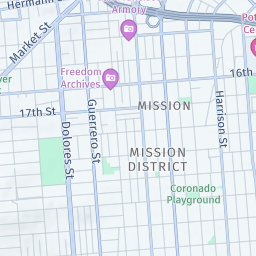 Hermann
Armory
Market St
Freedom
Archives
16th
17th St
MISSION
Dolores St
Guerrero St
Harrison St
MISSION
DISTRICT
Coronado
Playground